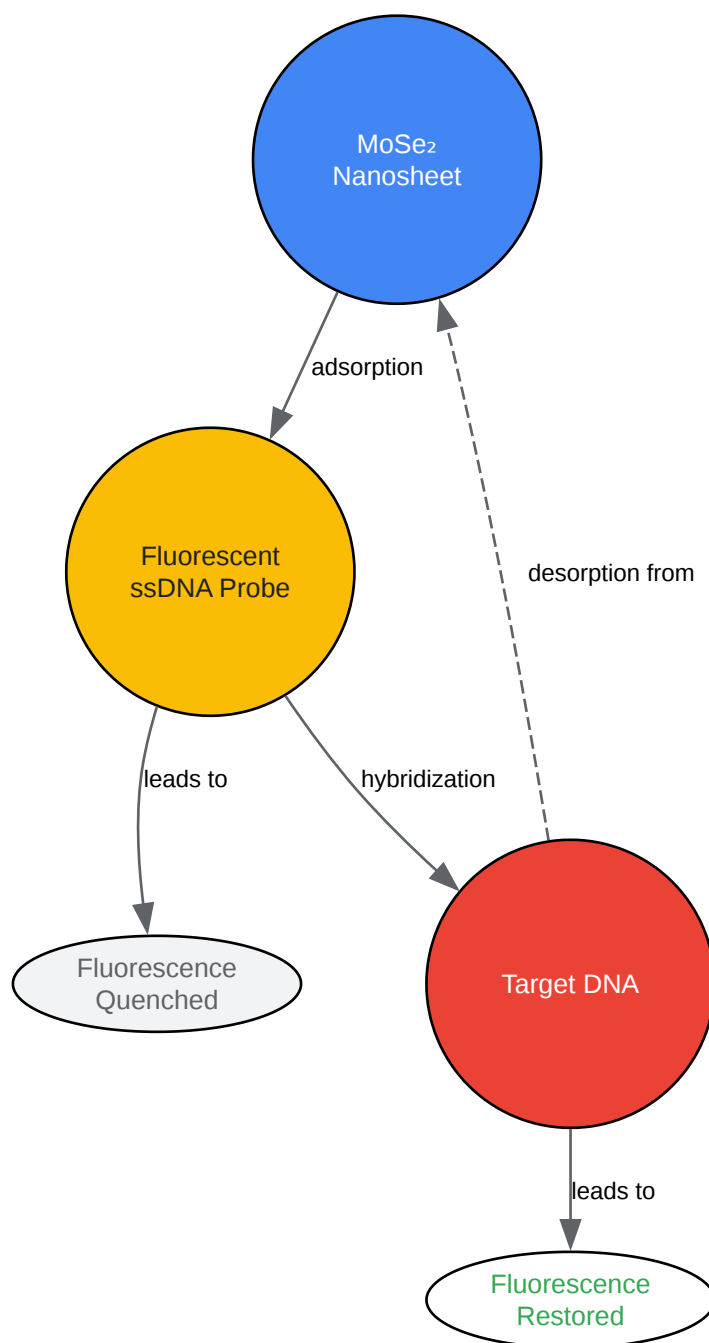 MoSe₂
Nanosheet
adsorption
Fluorescent
ssDNA Probe
desorption from
leads to
hybridization
Fluorescence
Quenched
Target DNA
leads to
Fluorescence
Restored